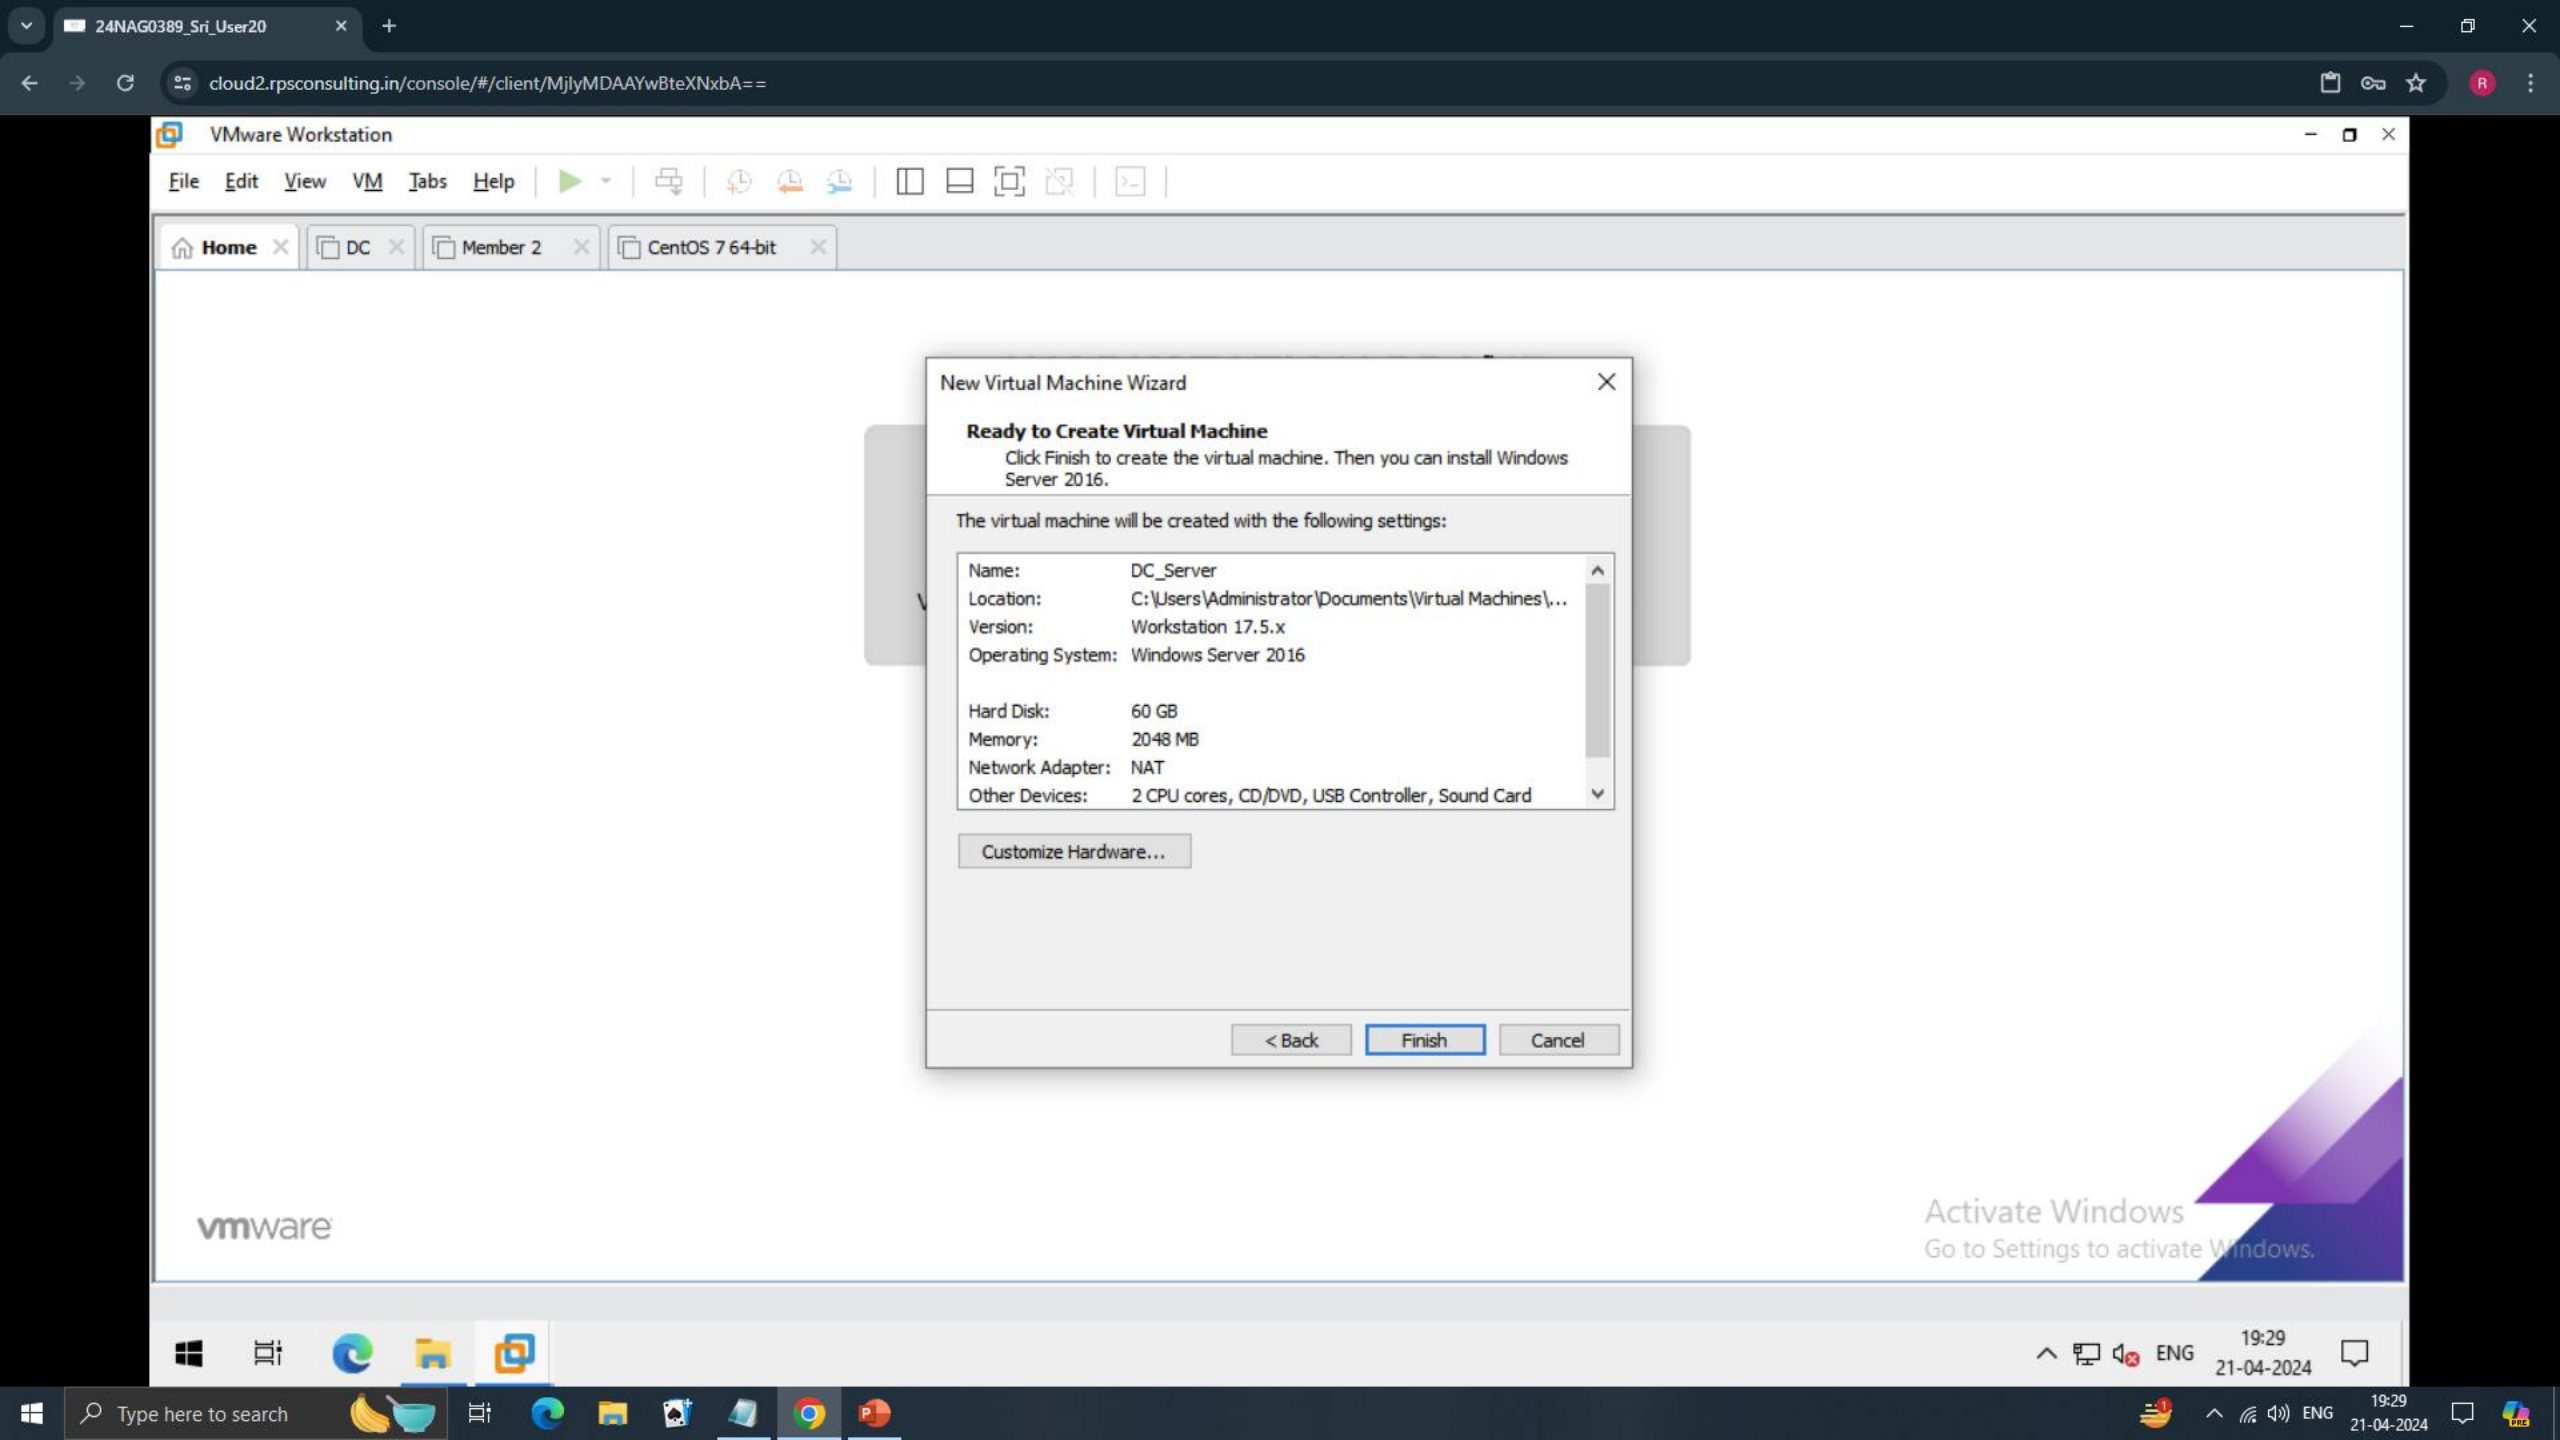 24NAG0389_Sri_User20
cloud2.rpsconsulting.in/console/#/client/MjIyMDAAYwBteXNxbA==
R
VMware Workstation
File Edit View VM Tabs Help
Home DC Member 2 CentOS 7 64-bit
New Virtual Machine Wizard
Ready to Create Virtual Machine
Click Finish to create the virtual machine. Then you can install Windows
Server 2016.
The virtual machine will be created with the following settings:
Name: DC_Server
Location: C:\Users\Administrator\Documents\Virtual Machines\...
Version: Workstation 17.5.x
Operating System: Windows Server 2016
Hard Disk: 60 GB
Memory: 2048 MB
Network Adapter: NAT
Other Devices: 2 CPU cores, CD/DVD, USB Controller, Sound Card
Customize Hardware...
< Back Finish Cancel
vmware
Activate Windows
Go to Settings to activate Windows.
ENG
19:29
21-04-2024
Type here to search
1
ENG
19:29
21-04-2024